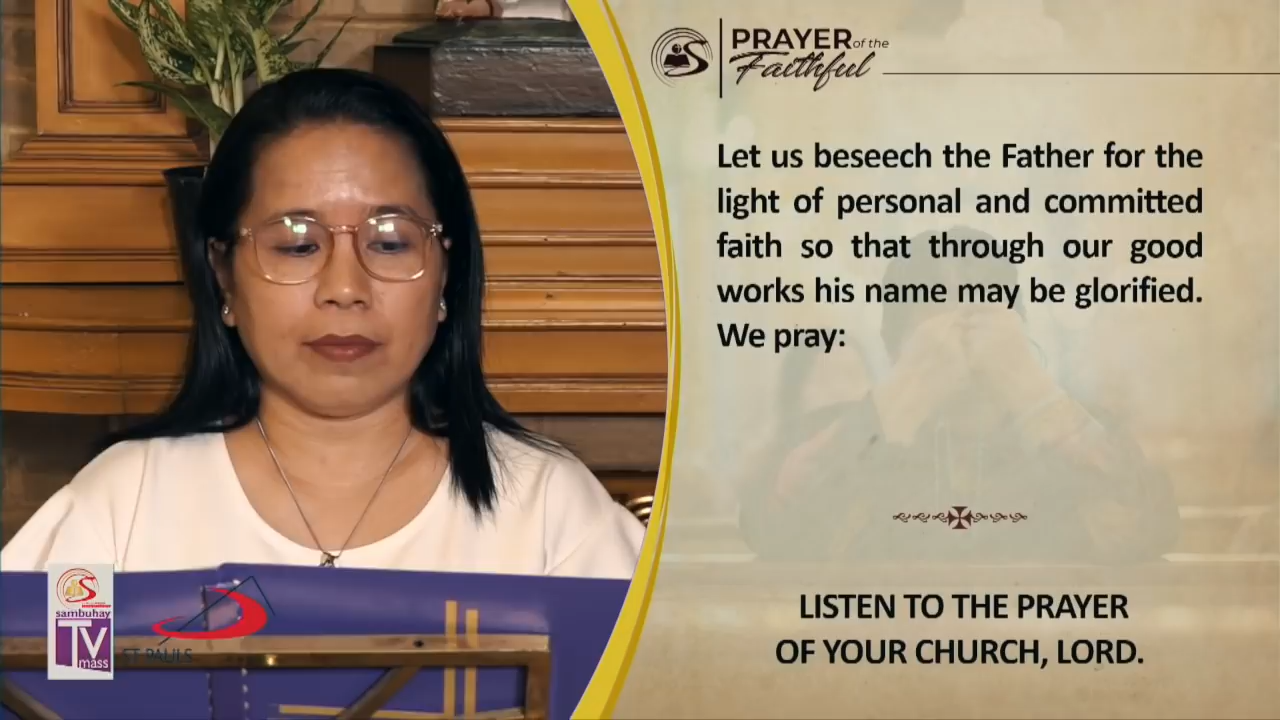 PRAYER of the
Faithful
Let us beseech the Father for the
light of personal and committed
faith so that through our good
works his name may be glorified.
We pray:
LISTEN TO THE PRAYER
OF YOUR CHURCH, LORD.
sambuhay
TV
mass
ST PAULS